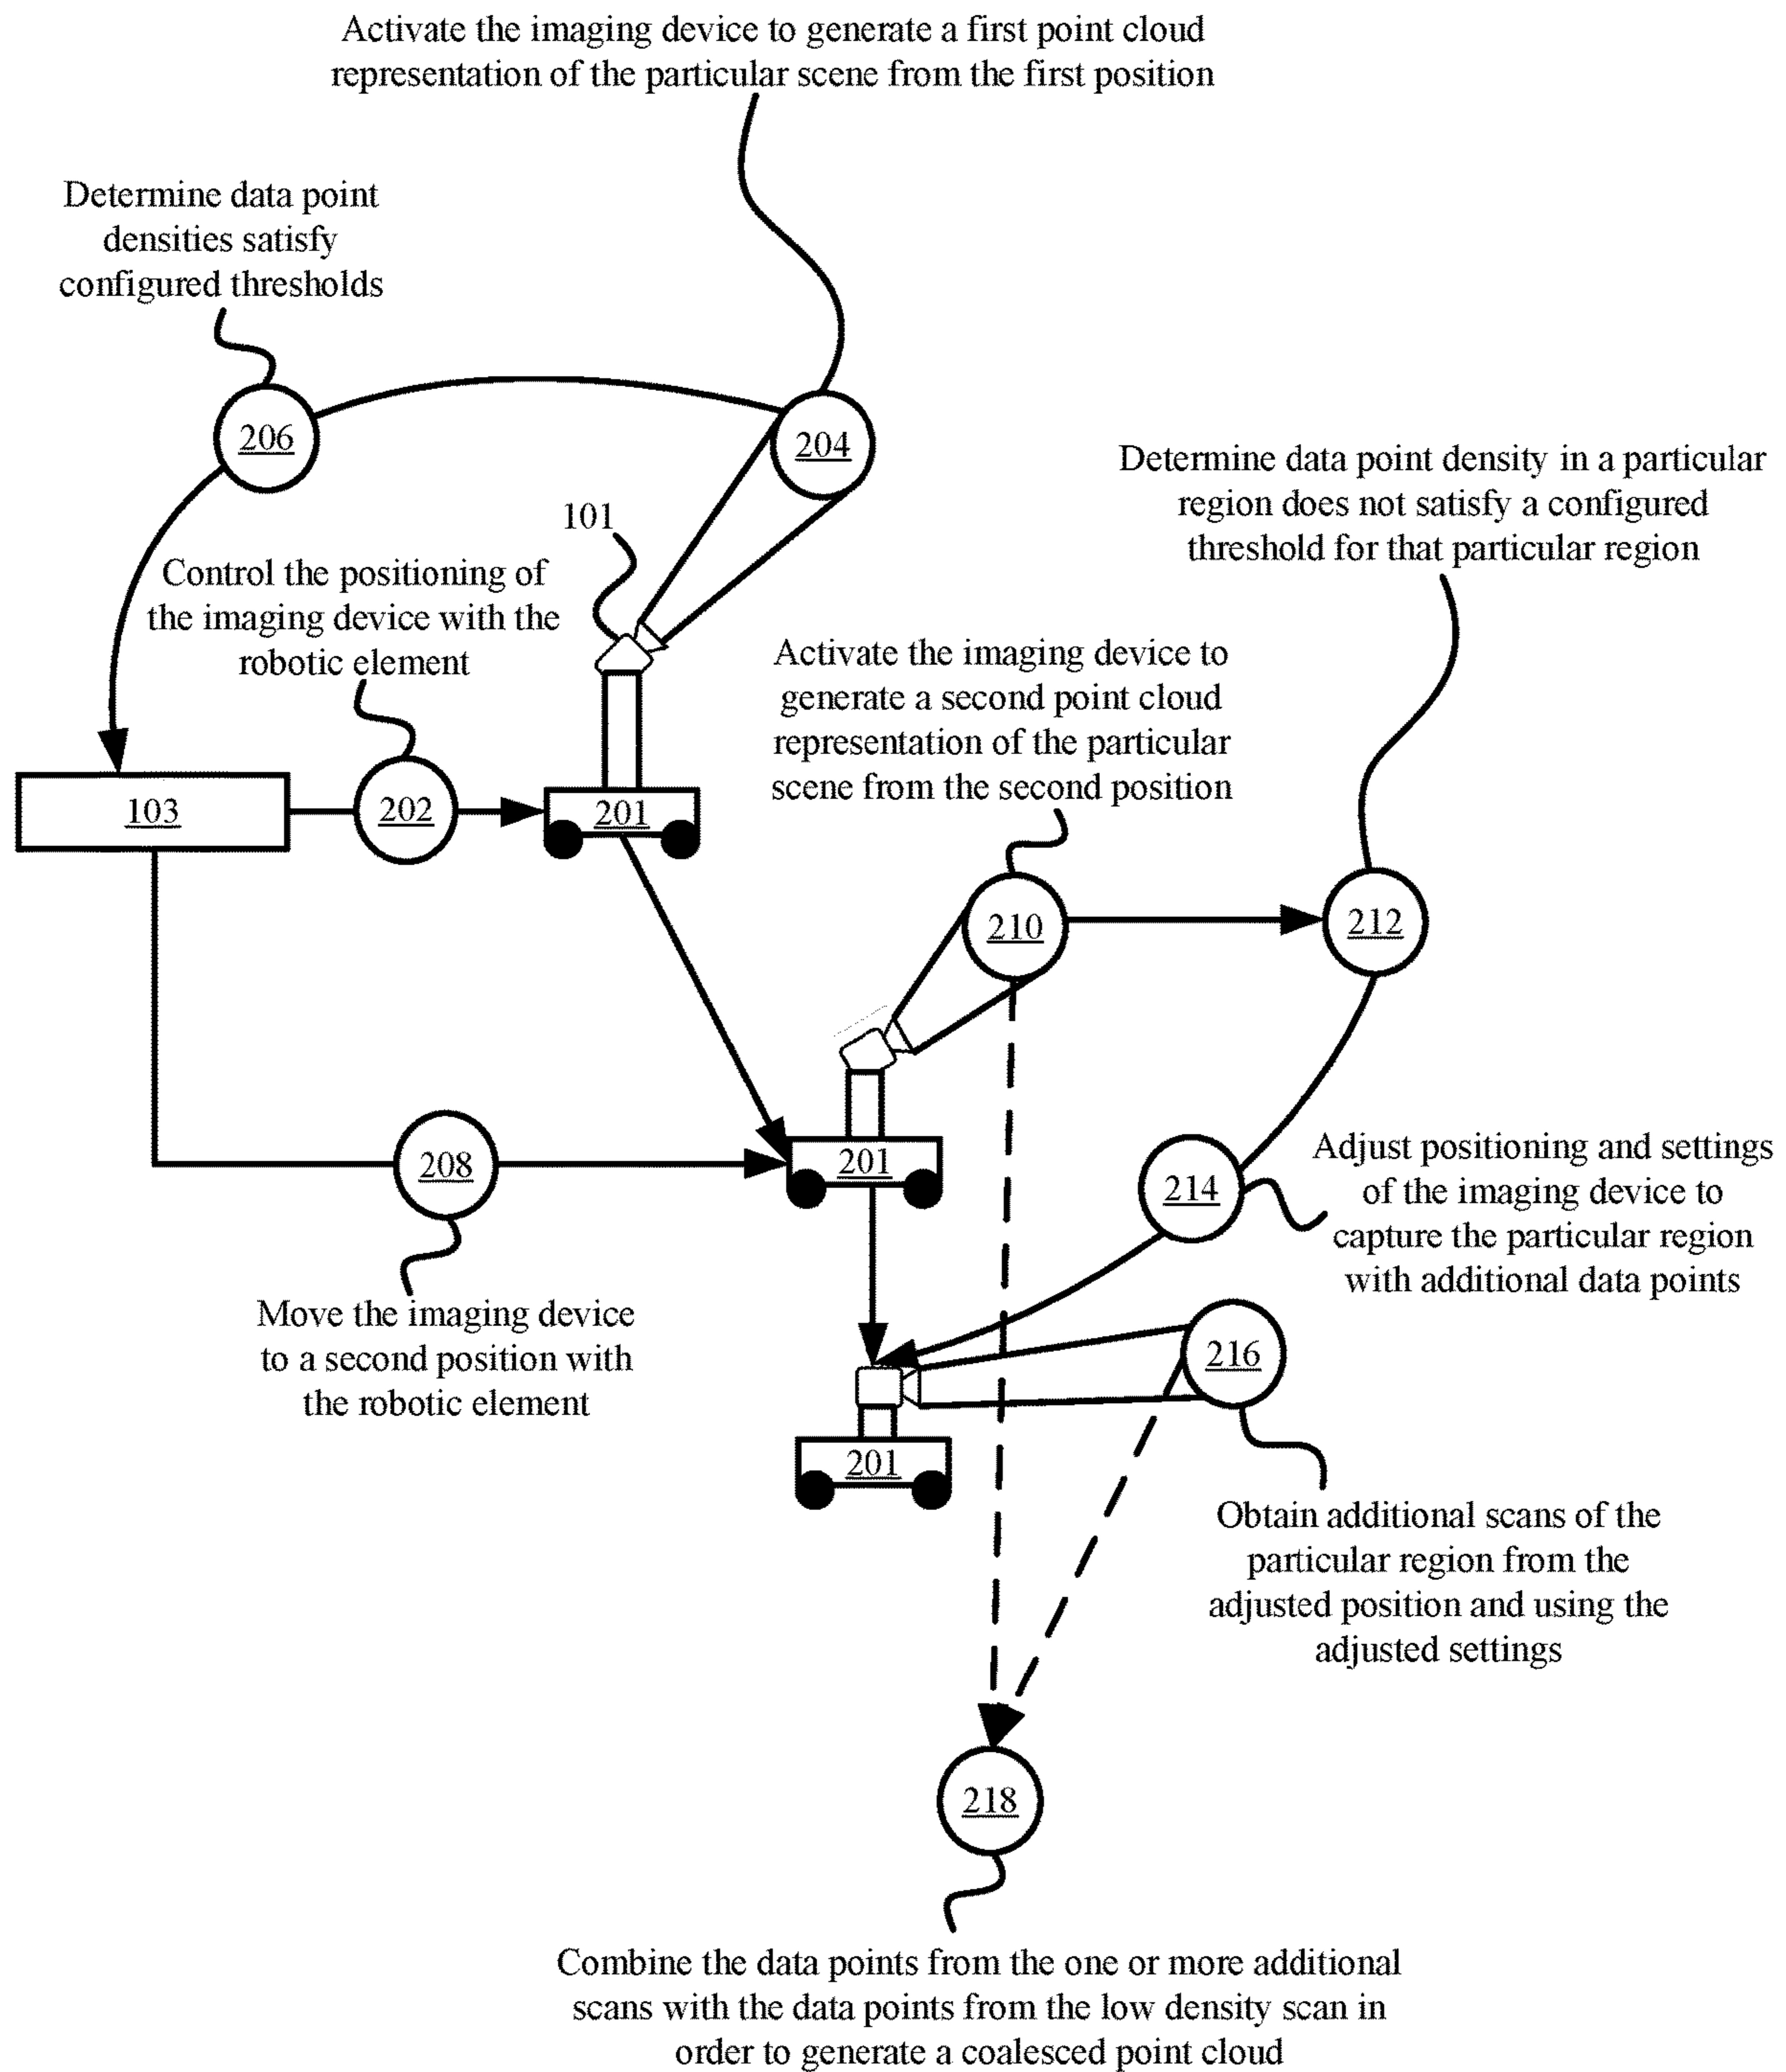 Activate the imaging device to generate a first point cloud
representation of the particular scene from the first position
Determine data point
densities satisfy
configured thresholds
206
204
101
Determine data point density in a particular
region does not satisfy a configured
threshold for that particular region
Control the positioning of
the imaging device with the
robotic element
Activate the imaging device to
generate a second point cloud
representation of the particular
scene from the second position
103
202
201
210
212
208
201
214
Adjust positioning and settings
of the imaging device to
capture the particular region
with additional data points
Move the imaging device
to a second position with
the robotic element
216
201
Obtain additional scans of the
particular region from the
adjusted position and using the
adjusted settings
218
Combine the data points from the one or more additional
scans with the data points from the low density scan in
order to generate a coalesced point cloud